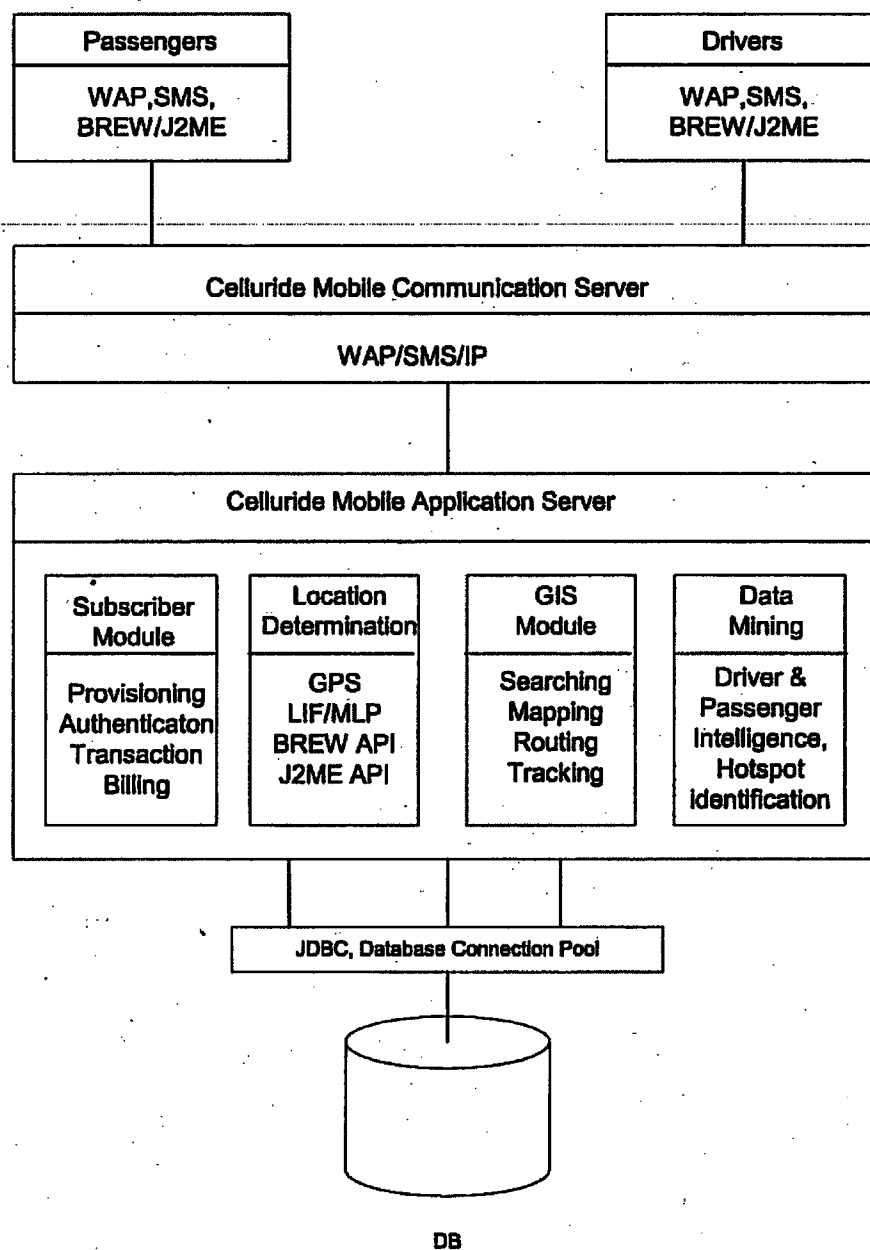 Passengers
WAP,SMS,
BREW/J2ME
Drivers
WAP,SMS,
BREW/J2ME
Celluride Mobile Communication Server
WAP/SMS/IP
Celluride Mobile Application Server
Subscriber
Module
Provisioning
Authenticaton
Transaction
Billing
Location
Determination
GPS
LIF/MLP
BREW API
J2ME API
GIS
Module
Searching
Mapping
Routing
Tracking
Data
Mining
Driver &
Passenger
Intelligence,
Hotspot
identification
JDBC, Database Connection Pool
DB